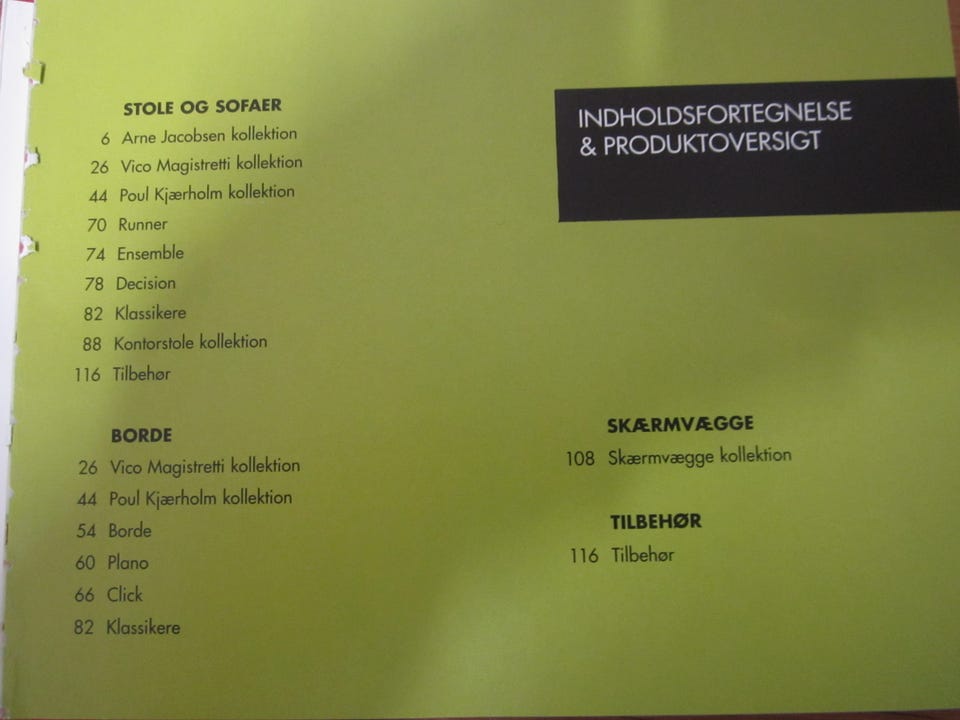 INDHOLDSFORTEGNELSE
& PRODUKTOVERSIGT
STOLE OG SOFAER
6 Arne Jacobsen kollektion
26 Vico Magistretti kollektion
44 Poul Kjærholm kollektion
70 Runner
74 Ensemble
78 Decision
82 Klassikere
88 Kontorstole kollektion
116 Tilbehør
BORDE
26 Vico Magistretti kollektion
44 Poul Kjærholm kollektion
54 Borde
60 Plano
66 Click
82 Klassikere
SKÆRMVÆGGE
108 Skærmvægge kollektion
TILBEHØR
116 Tilbehør